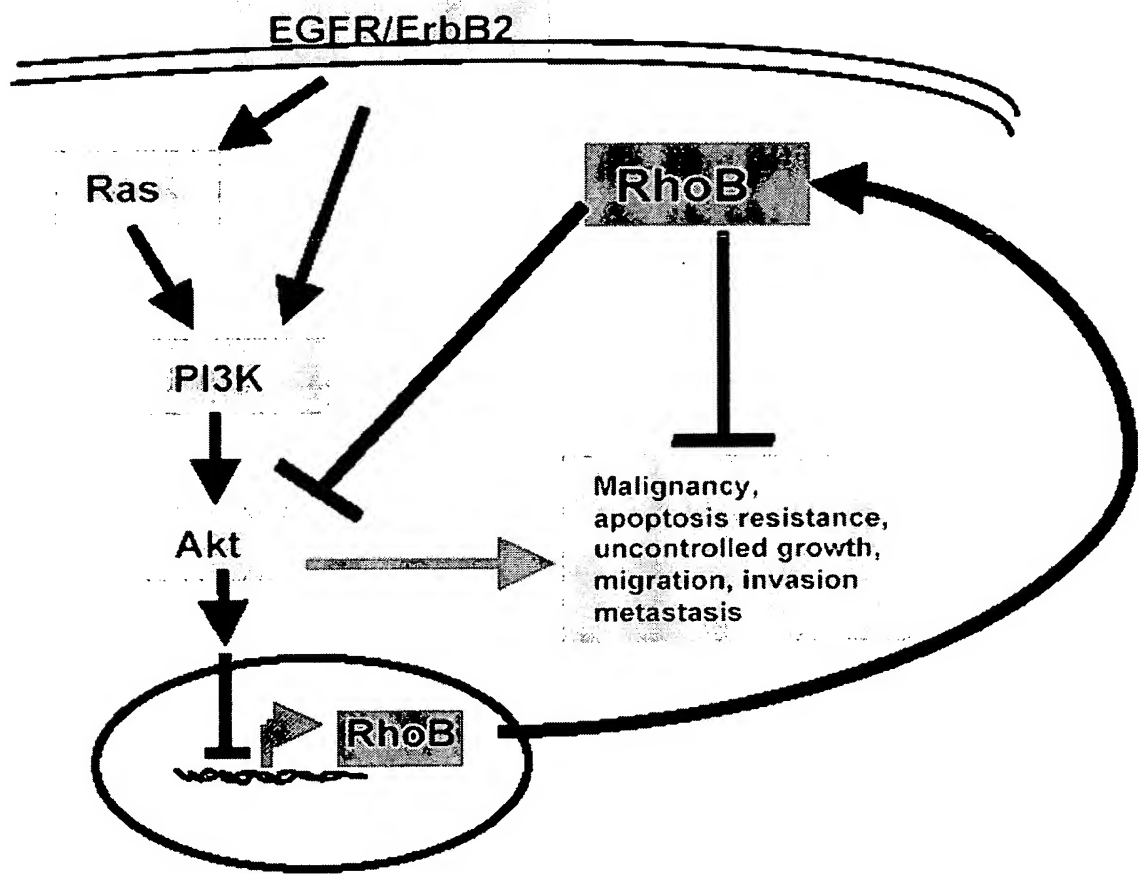 EGFR/ErbB2
Ras
RhoB
PI3K
Malignancy,
apoptosis resistance,
uncontrolled growth,
migration, invasion
metastasis
Akt
RhoB